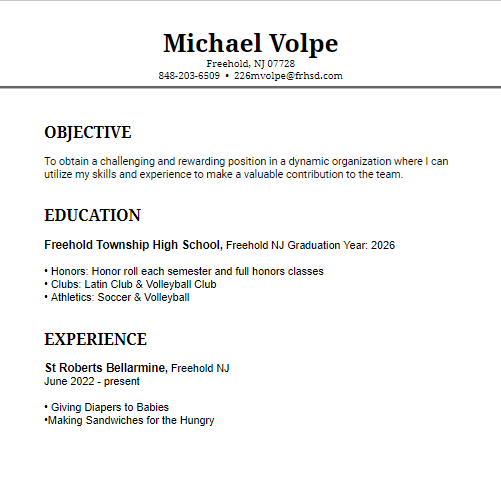 Michael Volpe
Freehold, NJ 07728
848-203-6509 • 226mvolpe@frhsd.com
OBJECTIVE
To obtain a challenging and rewarding position in a dynamic organization where I can
utilize my skills and experience to make a valuable contribution to the team.
EDUCATION
Freehold Township High School, Freehold NJ Graduation Year: 2026
• Honors: Honor roll each semester and full honors classes
• Clubs: Latin Club & Volleyball Club
• Athletics: Soccer & Volleyball
EXPERIENCE
St Roberts Bellarmine, Freehold NJ
June 2022 - present
• Giving Diapers to Babies
•Making Sandwiches for the Hungry